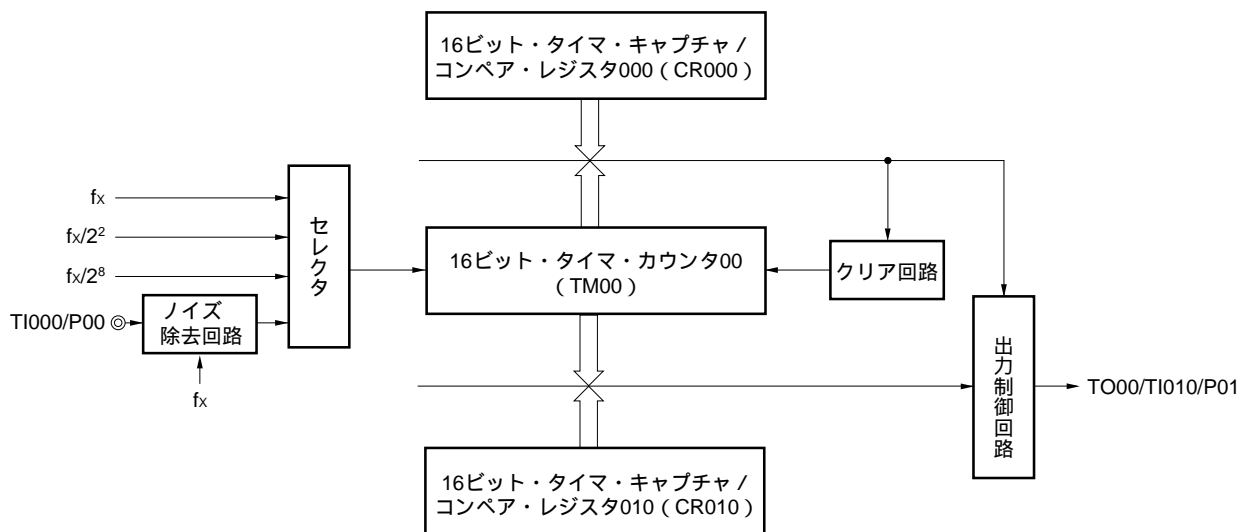 16ビット・タイマ・キャプチャ/
コンペア・レジスタ000(CR000)
fX
fX/2²
fX/2⁸
TI000/P00
ノイズ
除去回路
fX
セレクタ
16ビット・タイマ・カウンタ00
(TM00)
クリア回路
出力制御回路
TO00/TI010/P01
16ビット・タイマ・キャプチャ/
コンペア・レジスタ010(CR010)